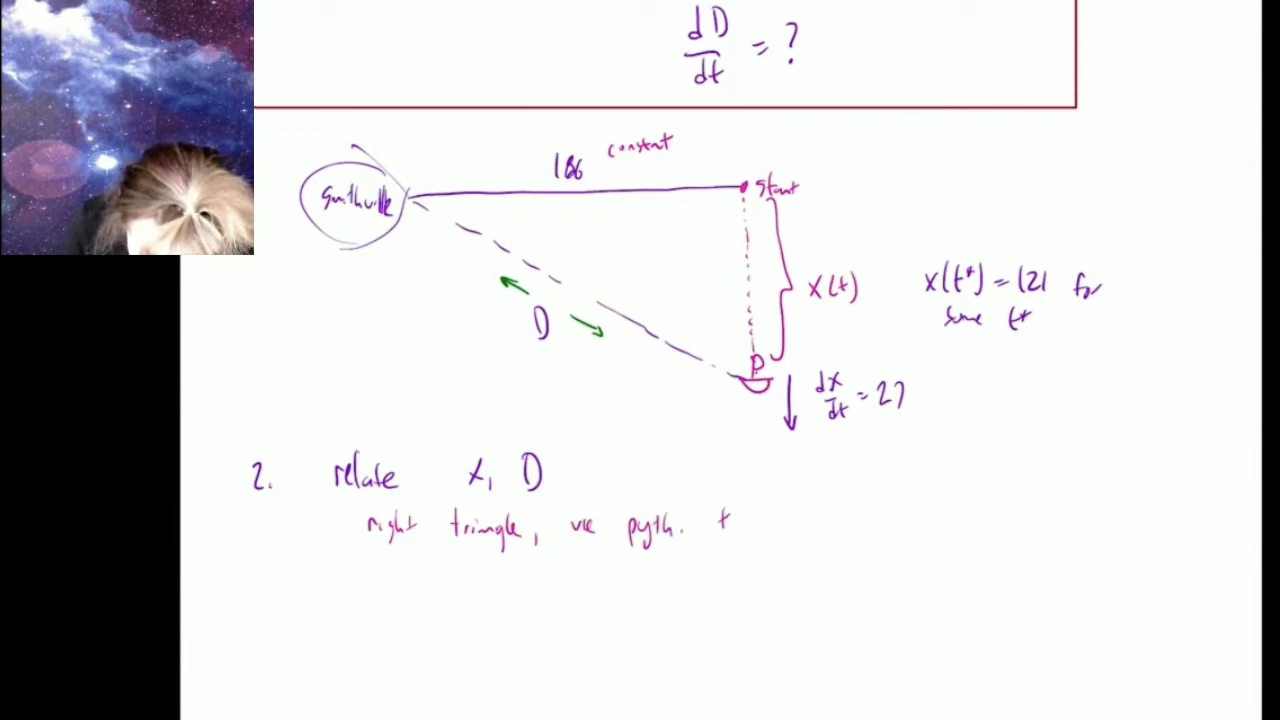 dD/dt = ?
186 constant
Smithville
Start
x(t)
x(t*) = 121 for
some t*
D
P
dx/dt = 27
2. relate x, D
right triangle, use pyth. t